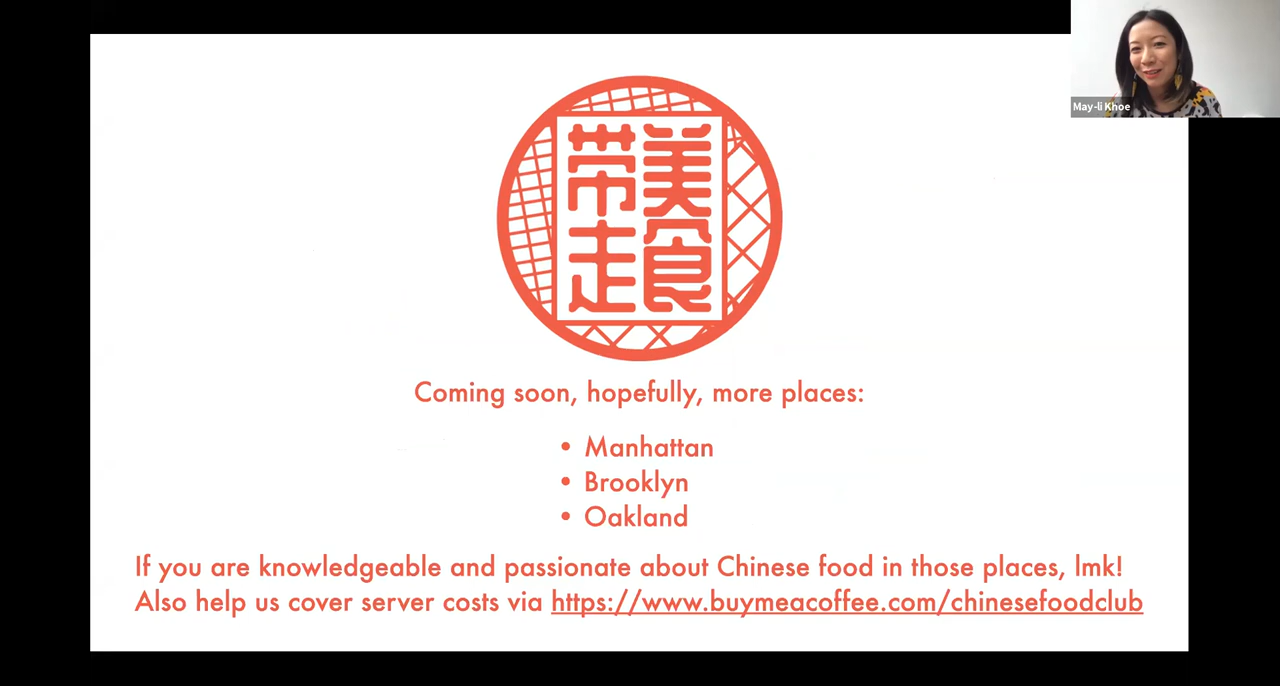 May-li Khoe
美食
带走
Coming soon, hopefully, more places:
• Manhattan
• Brooklyn
• Oakland
If you are knowledgeable and passionate about Chinese food in those places, lmk!
Also help us cover server costs via https://www.buymeacoffee.com/chinesefoodclub